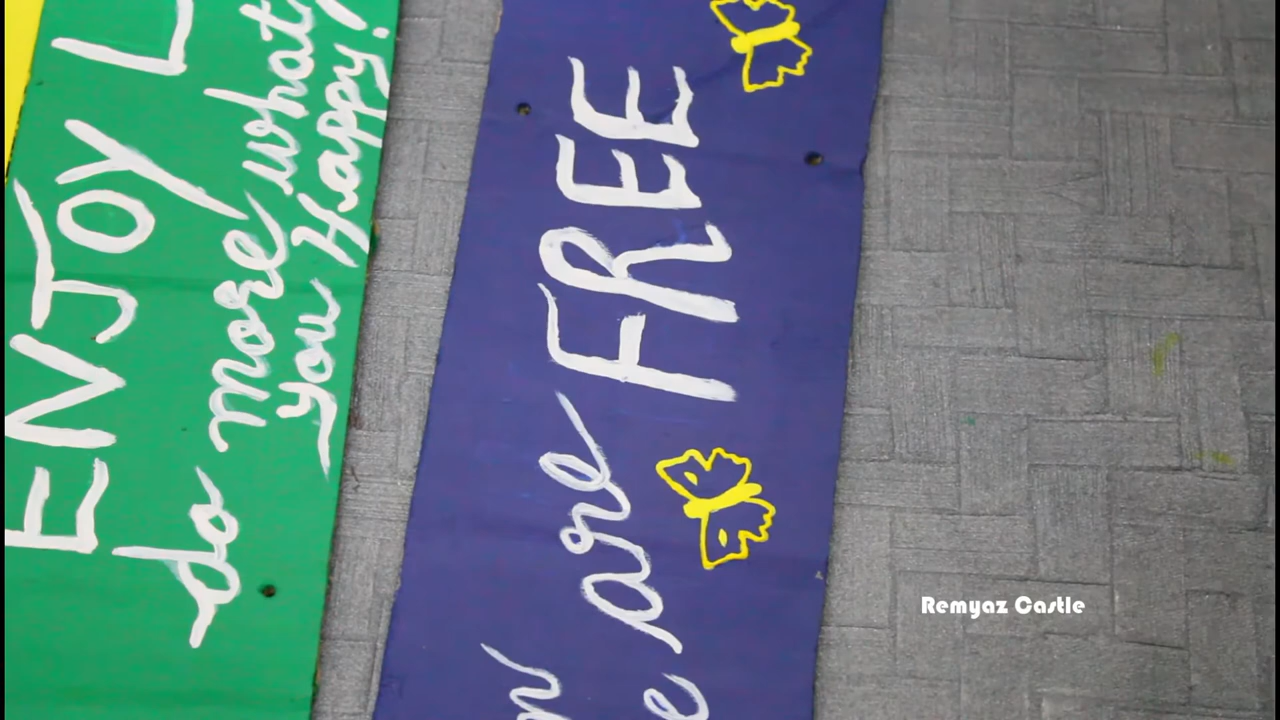 ENJOY L
do more what
you Happy!
are FREE
Remyaz Castle